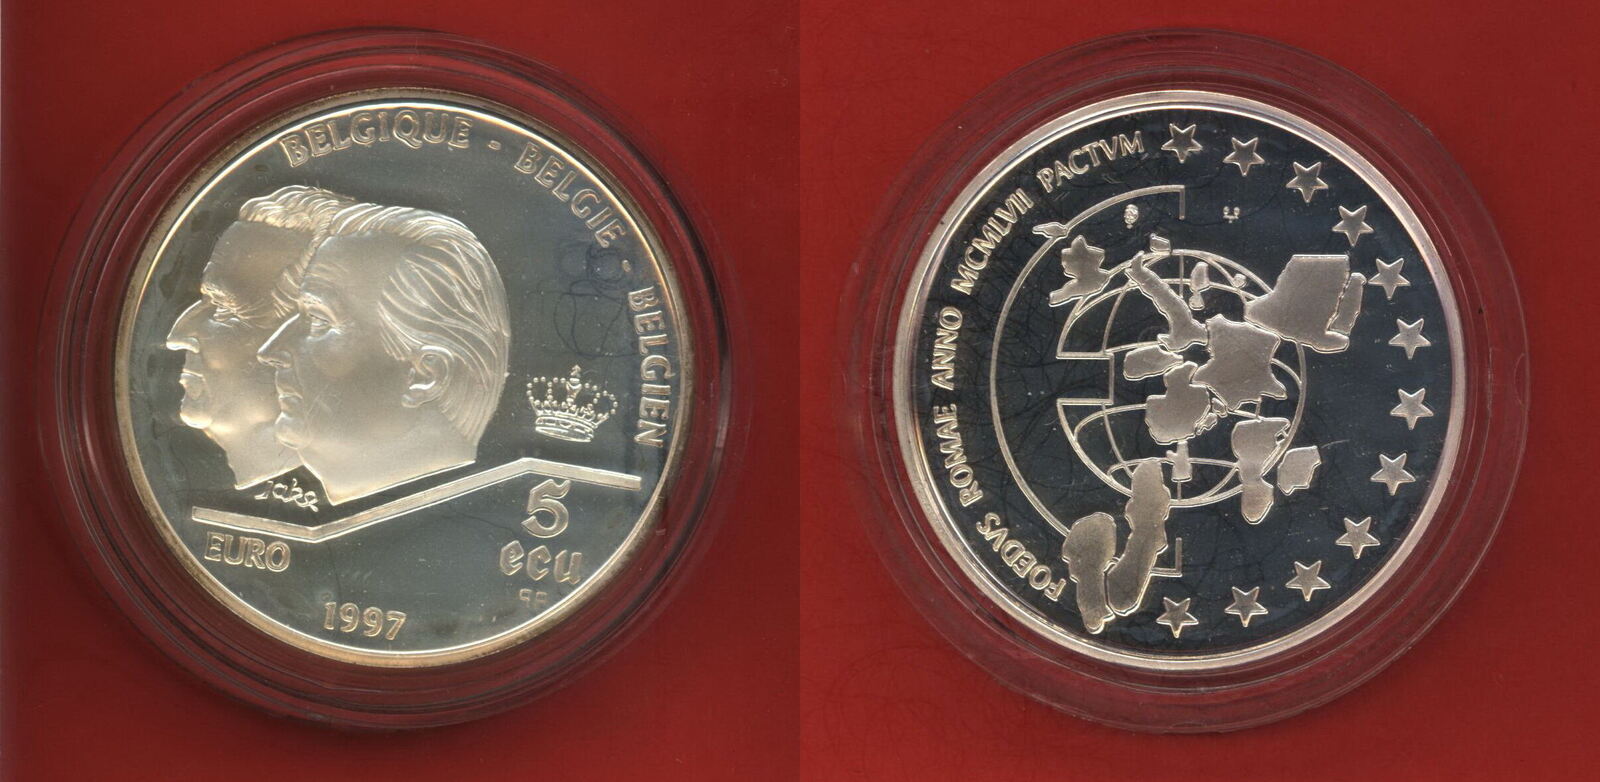 BELGIQUE - BELGIE - BELGIEN
EURO
5
ecu
1997
FOEDVS ROMAE ANNO MCMLVII PACTVM